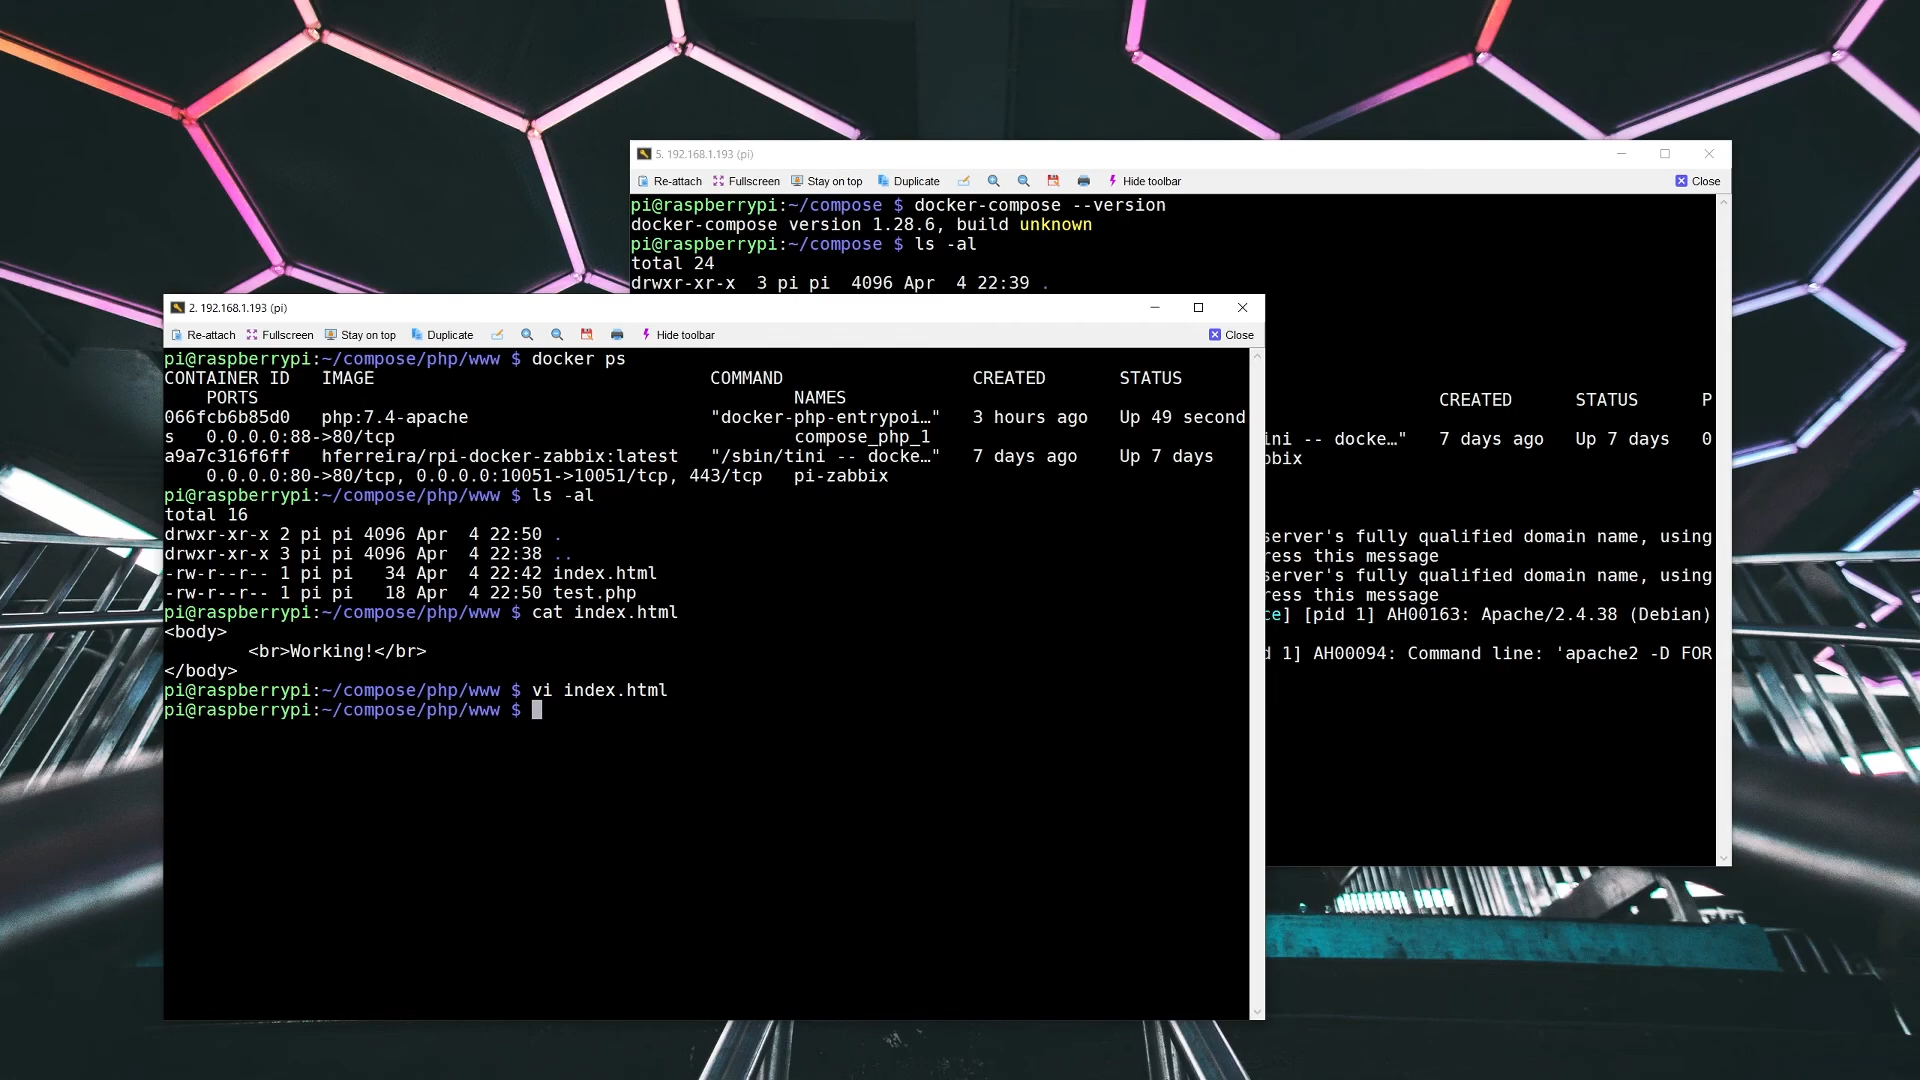 5. 192.168.1.193 (pi)
Re-attach Fullscreen Stay on top Duplicate Hide toolbar Close
pi@raspberrypi:~/compose $ docker-compose --version
docker-compose version 1.28.6, build unknown
pi@raspberrypi:~/compose $ ls -al
total 24
drwxr-xr-x  3 pi pi  4096 Apr  4 22:39 .
CREATED STATUS P
ini -- docke…"   7 days ago   Up 7 days   0
bbix
server's fully qualified domain name, using
ress this message
server's fully qualified domain name, using
ress this message
ce] [pid 1] AH00163: Apache/2.4.38 (Debian)
d 1] AH00094: Command line: 'apache2 -D FOR
2. 192.168.1.193 (pi)
Re-attach Fullscreen Stay on top Duplicate Hide toolbar Close
pi@raspberrypi:~/compose/php/www $ docker ps
CONTAINER ID   IMAGE                                COMMAND                  CREATED       STATUS
    PORTS                                                   NAMES
066fcb6b85d0   php:7.4-apache                       "docker-php-entrypoi…"   3 hours ago   Up 49 second
s   0.0.0.0:88->80/tcp                                      compose_php_1
a9a7c316f6ff   hferreira/rpi-docker-zabbix:latest   "/sbin/tini -- docke…"   7 days ago    Up 7 days
    0.0.0.0:80->80/tcp, 0.0.0.0:10051->10051/tcp, 443/tcp   pi-zabbix
pi@raspberrypi:~/compose/php/www $ ls -al
total 16
drwxr-xr-x 2 pi pi 4096 Apr  4 22:50 .
drwxr-xr-x 3 pi pi 4096 Apr  4 22:38 ..
-rw-r--r-- 1 pi pi   34 Apr  4 22:42 index.html
-rw-r--r-- 1 pi pi   18 Apr  4 22:50 test.php
pi@raspberrypi:~/compose/php/www $ cat index.html
<body>
        <br>Working!</br>
</body>
pi@raspberrypi:~/compose/php/www $ vi index.html
pi@raspberrypi:~/compose/php/www $